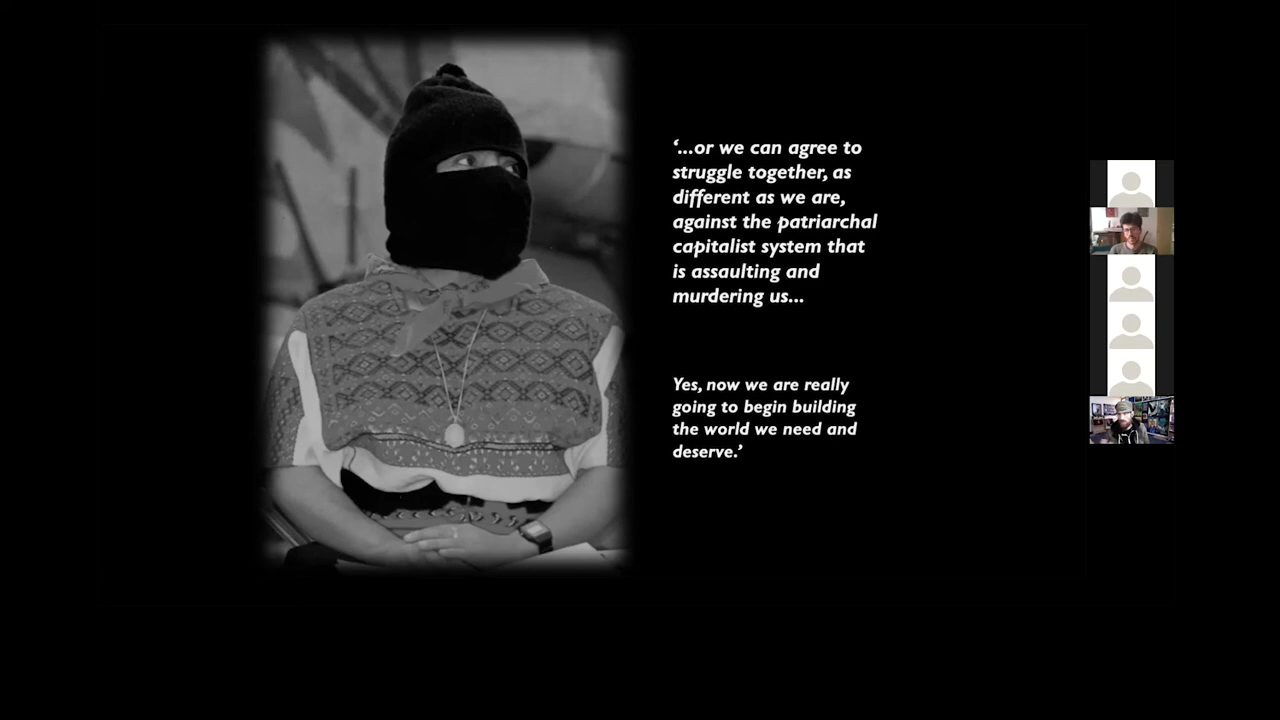 ‘...or we can agree to
struggle together, as
different as we are,
against the patriarchal
capitalist system that
is assaulting and
murdering us...
Yes, now we are really
going to begin building
the world we need and
deserve.’